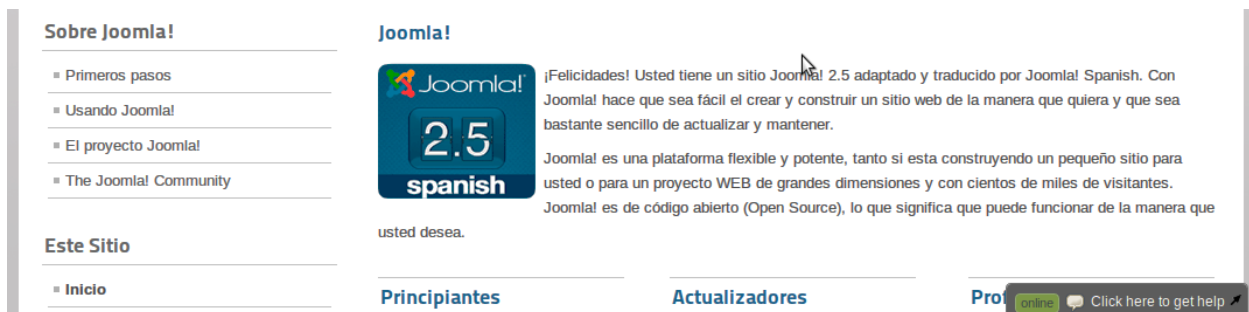 Sobre Joomla!
Primeros pasos
Usando Joomla!
El proyecto Joomla!
The Joomla! Community
Este Sitio
Inicio
Joomla!
Joomla!
2.5
spanish
¡Felicidades! Usted tiene un sitio Joomla! 2.5 adaptado y traducido por Joomla! Spanish. Con
Joomla! hace que sea fácil el crear y construir un sitio web de la manera que quiera y que sea
bastante sencillo de actualizar y mantener.
Joomla! es una plataforma flexible y potente, tanto si esta construyendo un pequeño sitio para
usted o para un proyecto WEB de grandes dimensiones y con cientos de miles de visitantes.
Joomla! es de código abierto (Open Source), lo que significa que puede funcionar de la manera que
usted desea.
Principiantes
Actualizadores
online Click here to get help